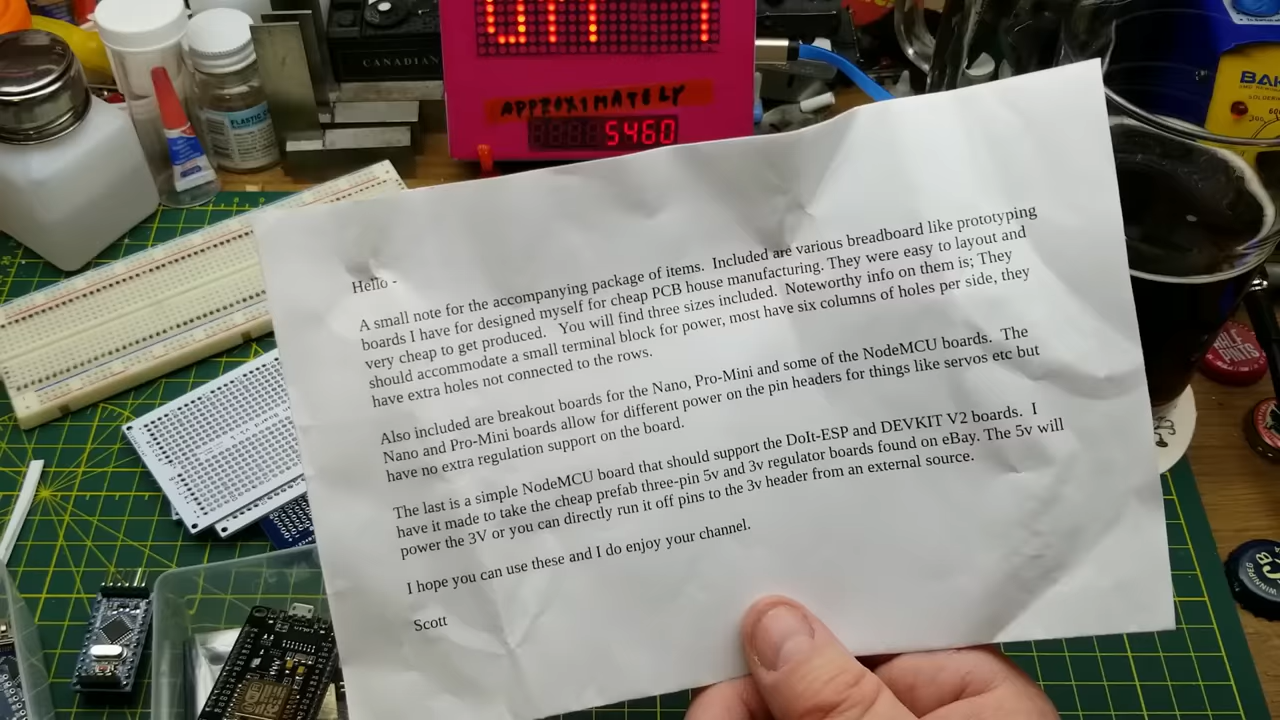 CANADIAN
APPROXIMATELY
5460
PLASTIC
Hello -
A small note for the accompanying package of items.  Included are various breadboard like prototyping
boards I have for designed myself for cheap PCB house manufacturing. They were easy to layout and
very cheap to get produced.   You will find three sizes included.  Noteworthy info on them is; They
should accommodate a small terminal block for power, most have six columns of holes per side, they
have extra holes not connected to the rows.
Also included are breakout boards for the Nano, Pro-Mini and some of the NodeMCU boards.  The
Nano and Pro-Mini boards allow for different power on the pin headers for things like servos etc but
have no extra regulation support on the board.
The last is a simple NodeMCU board that should support the DoIt-ESP and DEVKIT V2 boards.  I
have it made to take the cheap prefab three-pin 5v and 3v regulator boards found on eBay. The 5v will
power the 3V or you can directly run it off pins to the 3v header from an external source.
I hope you can use these and I do enjoy your channel.
Scott
HALF
PINTS
WINNIPEG